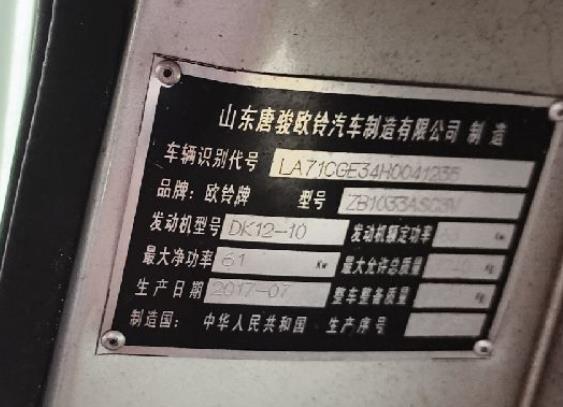 山东唐骏欧铃汽车制造有限公司 制造
车辆识别代号 LA71CGE34H0041236
品牌：欧铃牌 型号 ZB1033ASC3V
发动机型号 DK12-10 发动机额定功率
最大净功率 61 Kw 最大允许总质量 Kg
生产日期 2017-07 整车整备质量 Kg
制造国： 中华人民共和国 生产序号